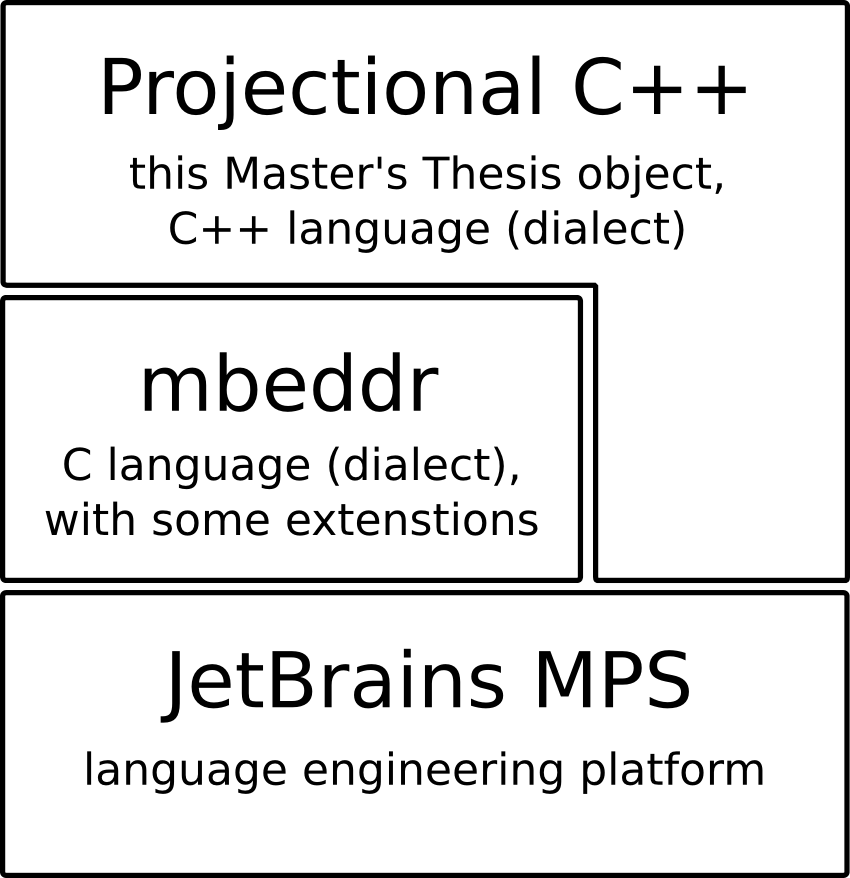 Projectional C++
this Master's Thesis object,
C++ language (dialect)
mbeddr
C language (dialect),
with some extenstions
JetBrains MPS
language engineering platform